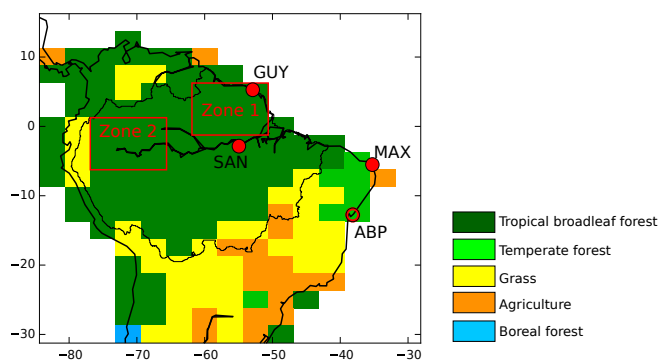 10
0
−10
−20
−30
−80
−70
−60
−50
−40
−30
GUY
Zone 1
Zone 2
SAN
MAX
ABP
Tropical broadleaf forest
Temperate forest
Grass
Agriculture
Boreal forest